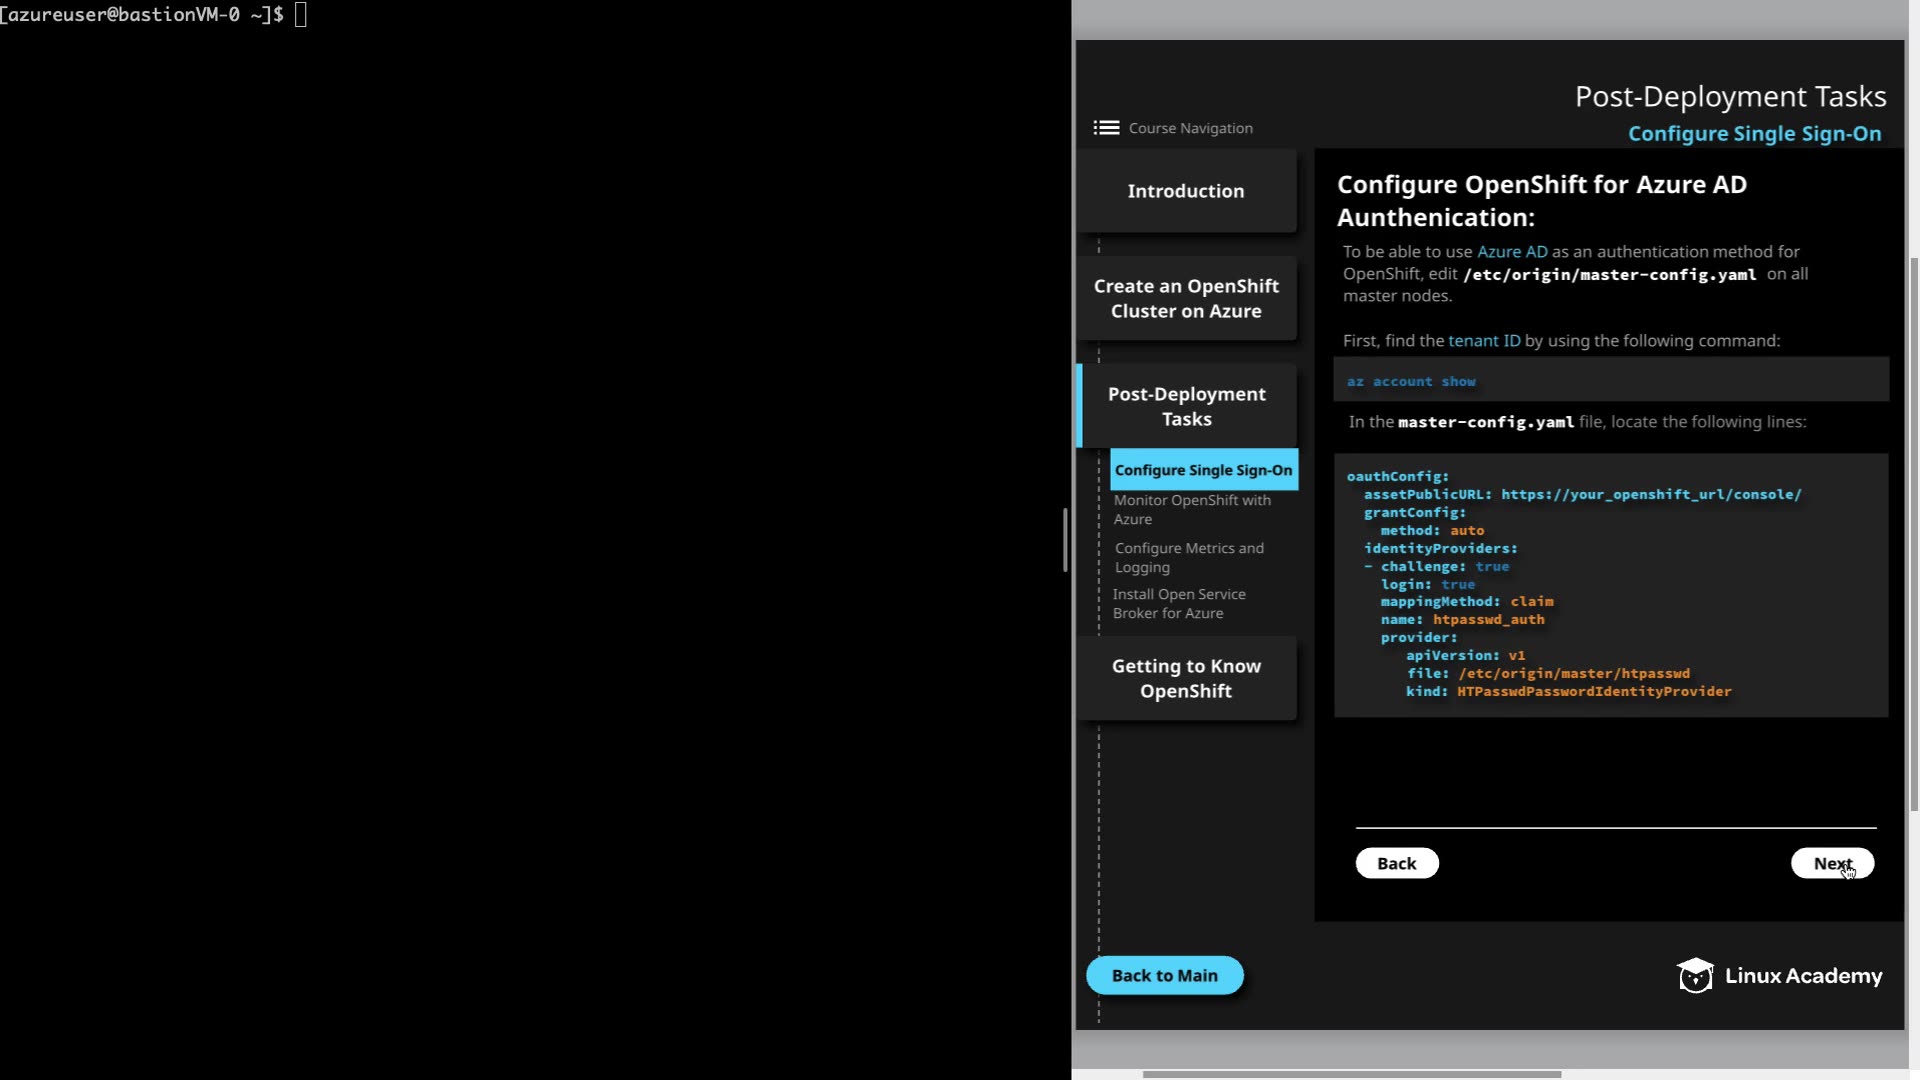 [azureuser@bastionVM-0 ~]$
Post-Deployment Tasks
Configure Single Sign-On
Course Navigation
Introduction
Create an OpenShift
Cluster on Azure
Post-Deployment
Tasks
Configure Single Sign-On
Monitor OpenShift with
Azure
Configure Metrics and
Logging
Install Open Service
Broker for Azure
Getting to Know
OpenShift
Back to Main
Configure OpenShift for Azure AD
Aunthenication:
To be able to use Azure AD as an authentication method for
OpenShift, edit /etc/origin/master-config.yaml on all
master nodes.
First, find the tenant ID by using the following command:
az account show
In the master-config.yaml file, locate the following lines:
oauthConfig:
  assetPublicURL: https://your_openshift_url/console/
  grantConfig:
    method: auto
  identityProviders:
  - challenge: true
    login: true
    mappingMethod: claim
    name: htpasswd_auth
    provider:
       apiVersion: v1
       file: /etc/origin/master/htpasswd
       kind: HTPasswdPasswordIdentityProvider
Back
Next
Linux Academy